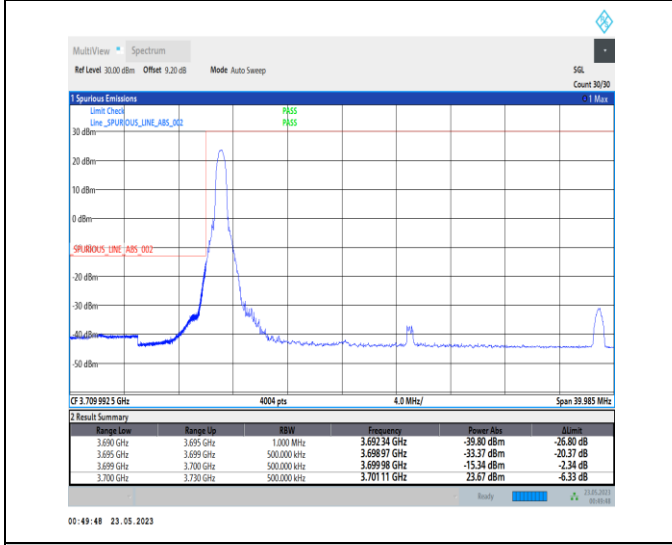 MultiView Spectrum
Ref Level 30.00 dBm Offset 9.20 dB Mode Auto Sweep SGL
Count 30/30
1 Spurious Emissions 1 Max
Limit Check PASS
Line _SPURIOUS_LINE_ABS_002 PASS
30 dBm
20 dBm
10 dBm
0 dBm
_SPURIOUS_LINE_ABS_002
-20 dBm
-30 dBm
-40 dBm
-50 dBm
CF 3.709 992 5 GHz 4004 pts 4.0 MHz/ Span 39.985 MHz
2 Result Summary
Range Low Range Up RBW Frequency Power Abs ΔLimit
3.690 GHz 3.695 GHz 1.000 MHz 3.692 34 GHz -39.80 dBm -26.80 dB
3.695 GHz 3.699 GHz 500.000 kHz 3.698 97 GHz -33.37 dBm -20.37 dB
3.699 GHz 3.700 GHz 500.000 kHz 3.699 98 GHz -15.34 dBm -2.34 dB
3.700 GHz 3.730 GHz 500.000 kHz 3.701 11 GHz 23.67 dBm -6.33 dB
Ready 23.05.2023
00:49:48
00:49:48 23.05.2023